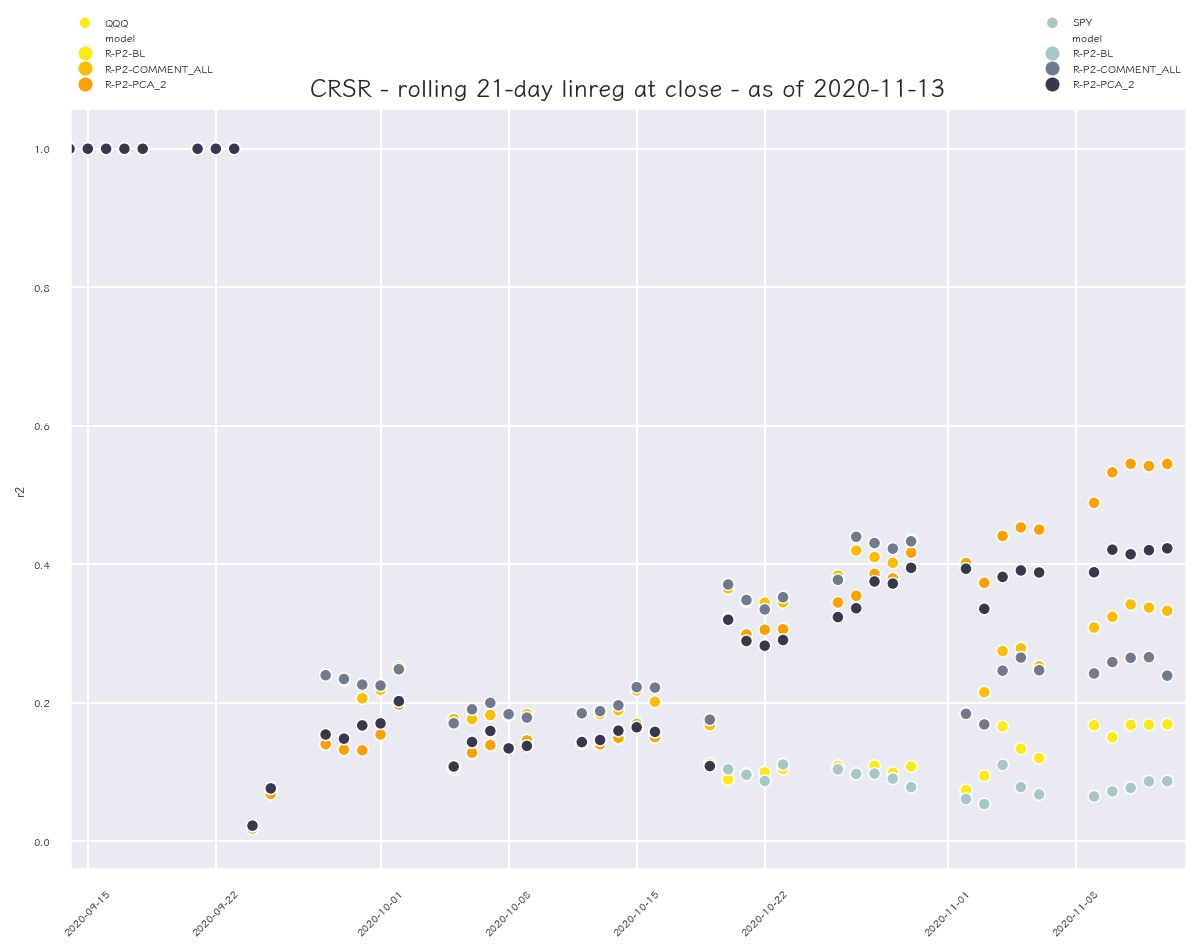 QQQ
model
R-P2-BL
R-P2-COMMENT_ALL
R-P2-PCA_2
SPY
model
R-P2-BL
R-P2-COMMENT_ALL
R-P2-PCA_2
CRSR - rolling 21-day linreg at close - as of 2020-11-13
1.0
0.8
0.6
r2
0.4
0.2
0.0
2020-09-15
2020-09-22
2020-10-01
2020-10-08
2020-10-15
2020-10-22
2020-11-01
2020-11-08